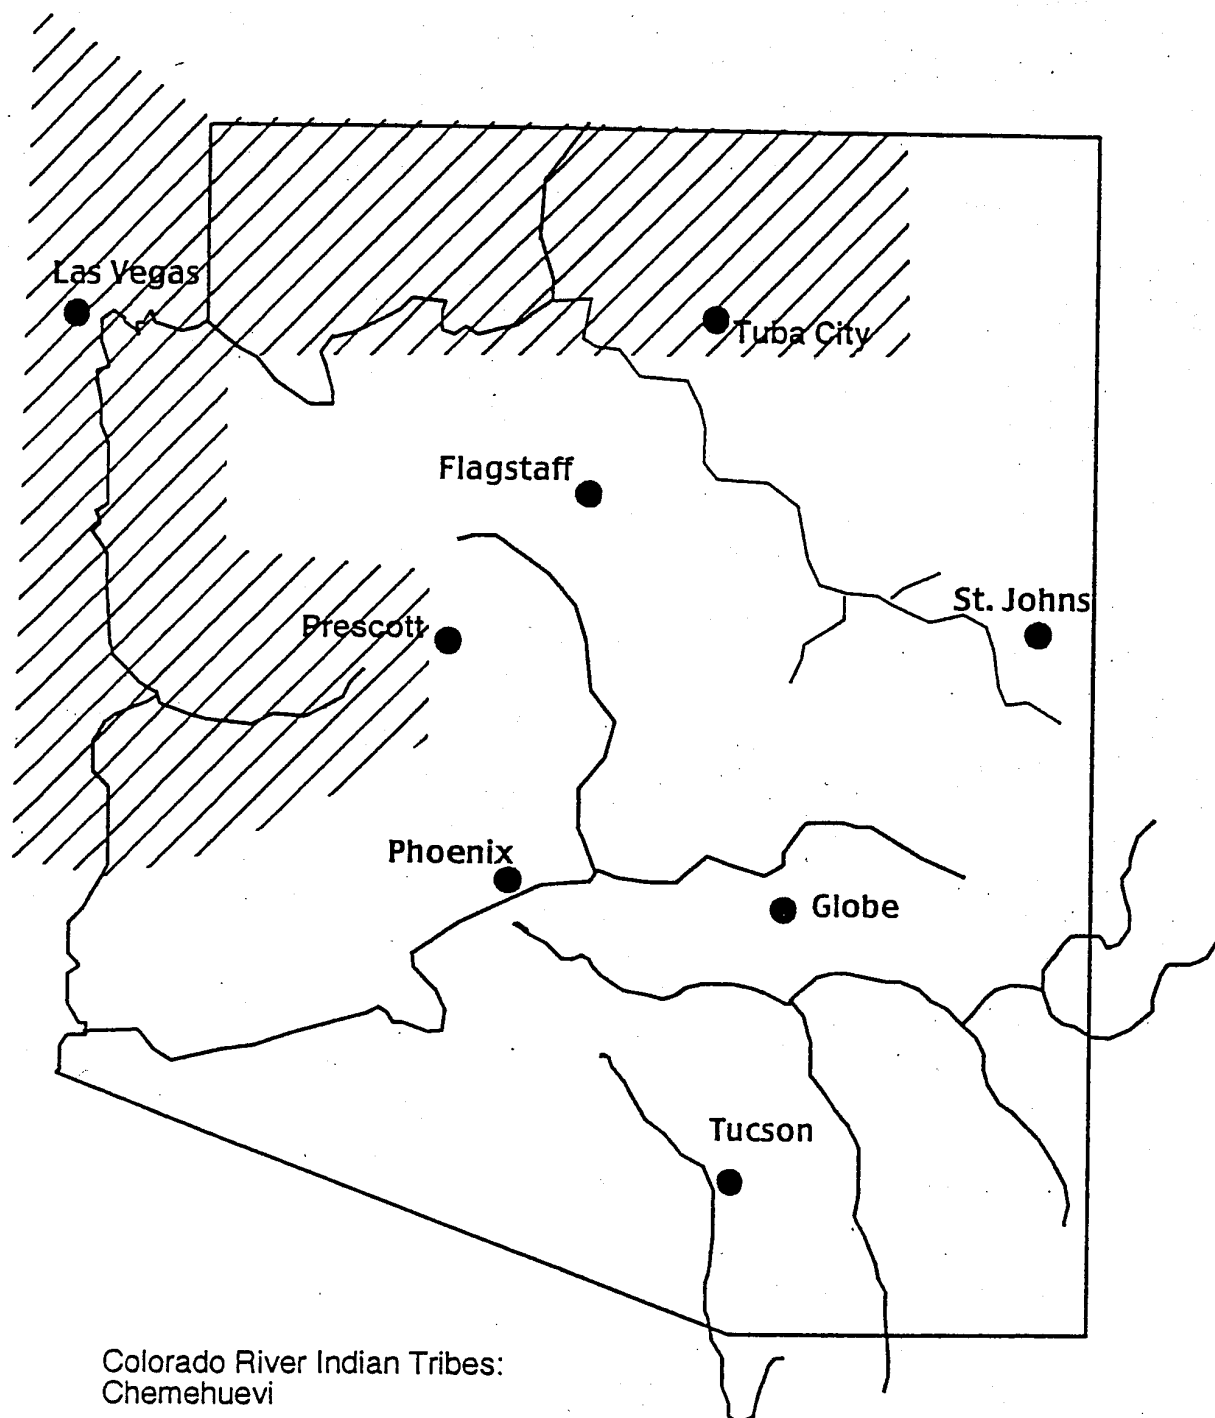 Las Vegas
Tuba City
Flagstaff
St. Johns
Prescott
Phoenix
Globe
Tucson
Colorado River Indian Tribes:
Chemehuevi